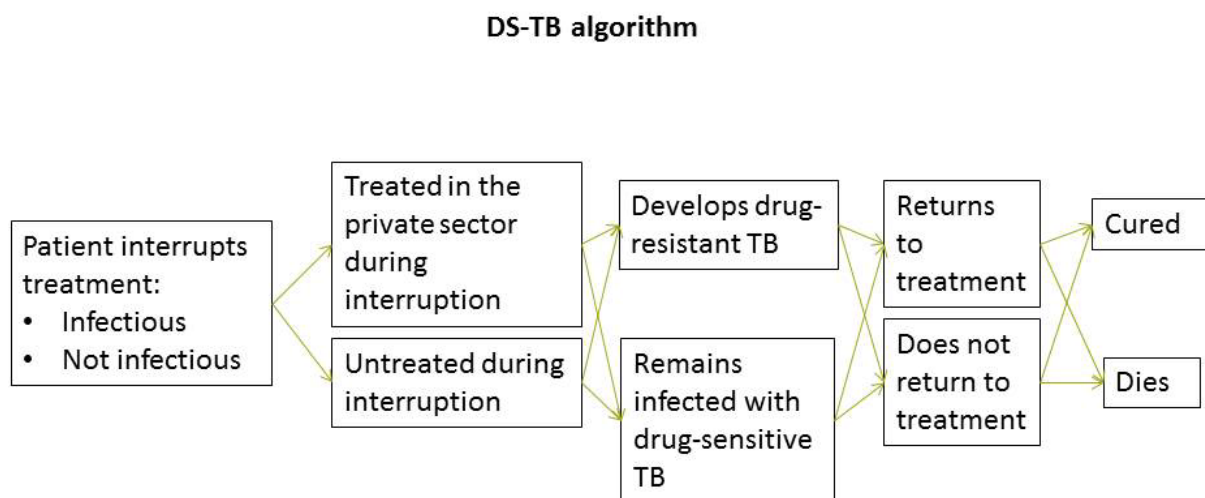 DS-TB algorithm
Patient interrupts
treatment:
• Infectious
• Not infectious
Treated in the
private sector
during
interruption
Untreated during
interruption
Develops drug-
resistant TB
Remains
infected with
drug-sensitive
TB
Returns
to
treatment
Does not
return to
treatment
Cured
Dies